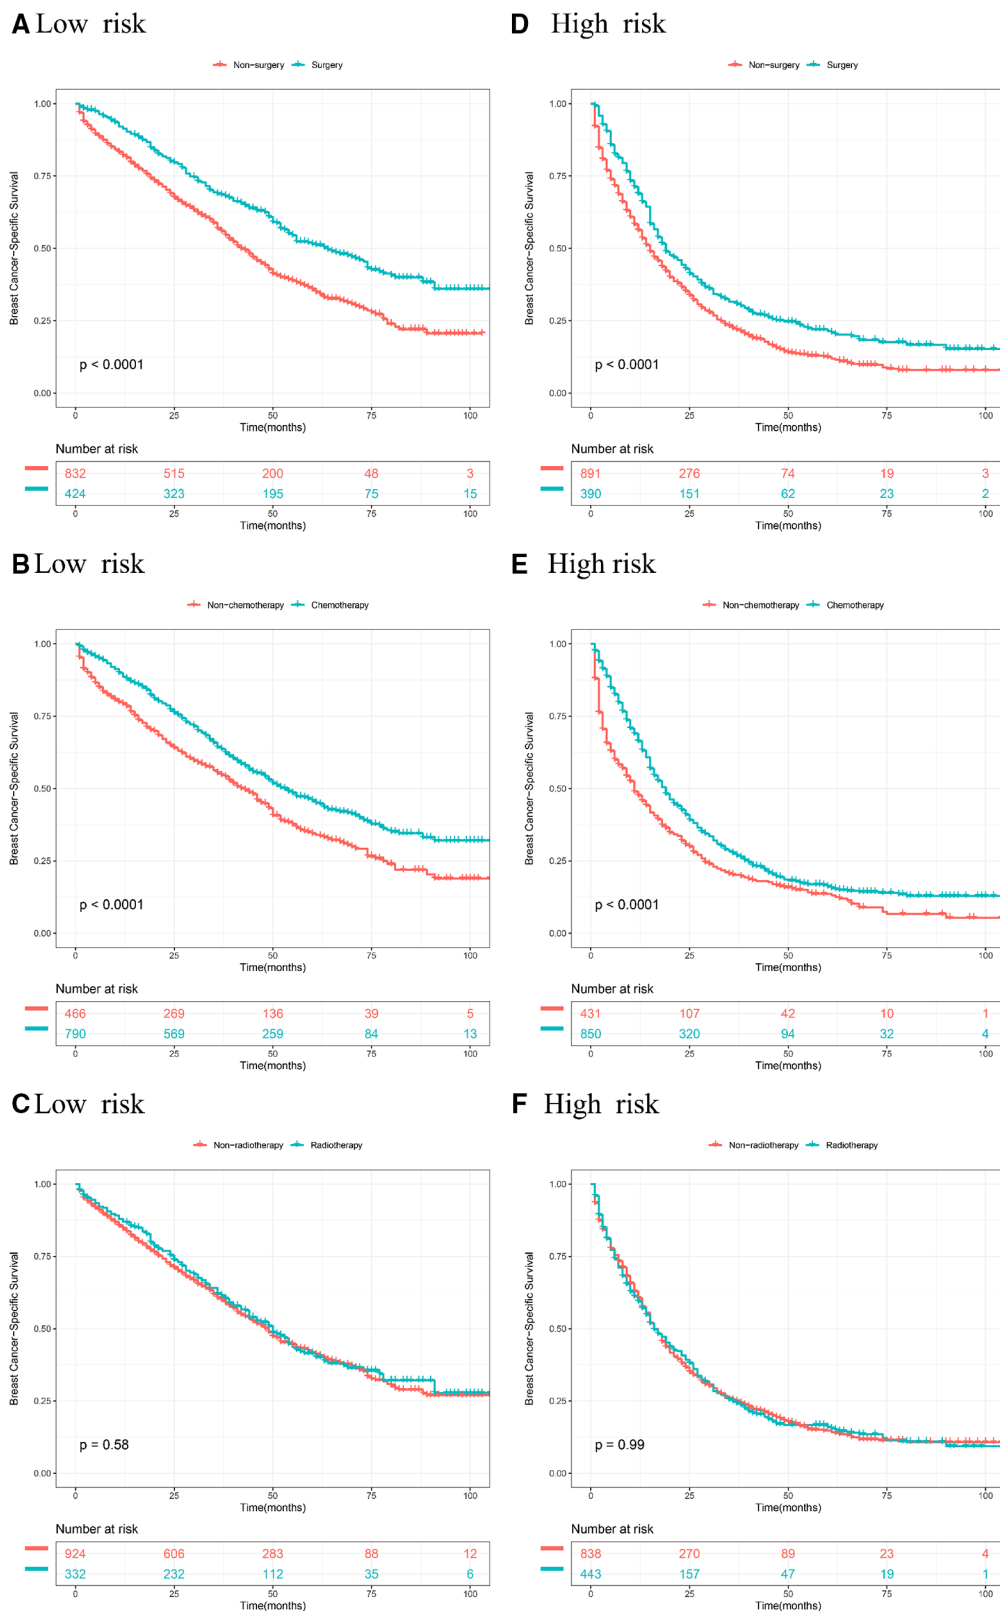 A Low risk
Non-surgery Surgery
Breast Cancer-Specific Survival
1.00
0.75
0.50
0.25
0.00
p < 0.0001
0 25 50 75 100
Time(months)
Number at risk
832 515 200 48 3
424 323 195 75 15
0 25 50 75 100
Time(months)
D High risk
Non-surgery Surgery
Breast Cancer-Specific Survival
1.00
0.75
0.50
0.25
0.00
p < 0.0001
0 25 50 75 100
Time(months)
Number at risk
891 276 74 19 3
390 151 62 23 2
0 25 50 75 100
Time(months)
B Low risk
Non-chemotherapy Chemotherapy
Breast Cancer-Specific Survival
1.00
0.75
0.50
0.25
0.00
p < 0.0001
0 25 50 75 100
Time(months)
Number at risk
466 269 136 39 5
790 569 259 84 13
0 25 50 75 100
Time(months)
E High risk
Non-chemotherapy Chemotherapy
Breast Cancer-Specific Survival
1.00
0.75
0.50
0.25
0.00
p < 0.0001
0 25 50 75 100
Time(months)
Number at risk
431 107 42 10 1
850 320 94 32 4
0 25 50 75 100
Time(months)
C Low risk
Non-radiotherapy Radiotherapy
Breast Cancer-Specific Survival
1.00
0.75
0.50
0.25
0.00
p = 0.58
0 25 50 75 100
Time(months)
Number at risk
924 606 283 88 12
332 232 112 35 6
0 25 50 75 100
Time(months)
F High risk
Non-radiotherapy Radiotherapy
Breast Cancer-Specific Survival
1.00
0.75
0.50
0.25
0.00
p = 0.99
0 25 50 75 100
Time(months)
Number at risk
838 270 89 23 4
443 157 47 19 1
0 25 50 75 100
Time(months)